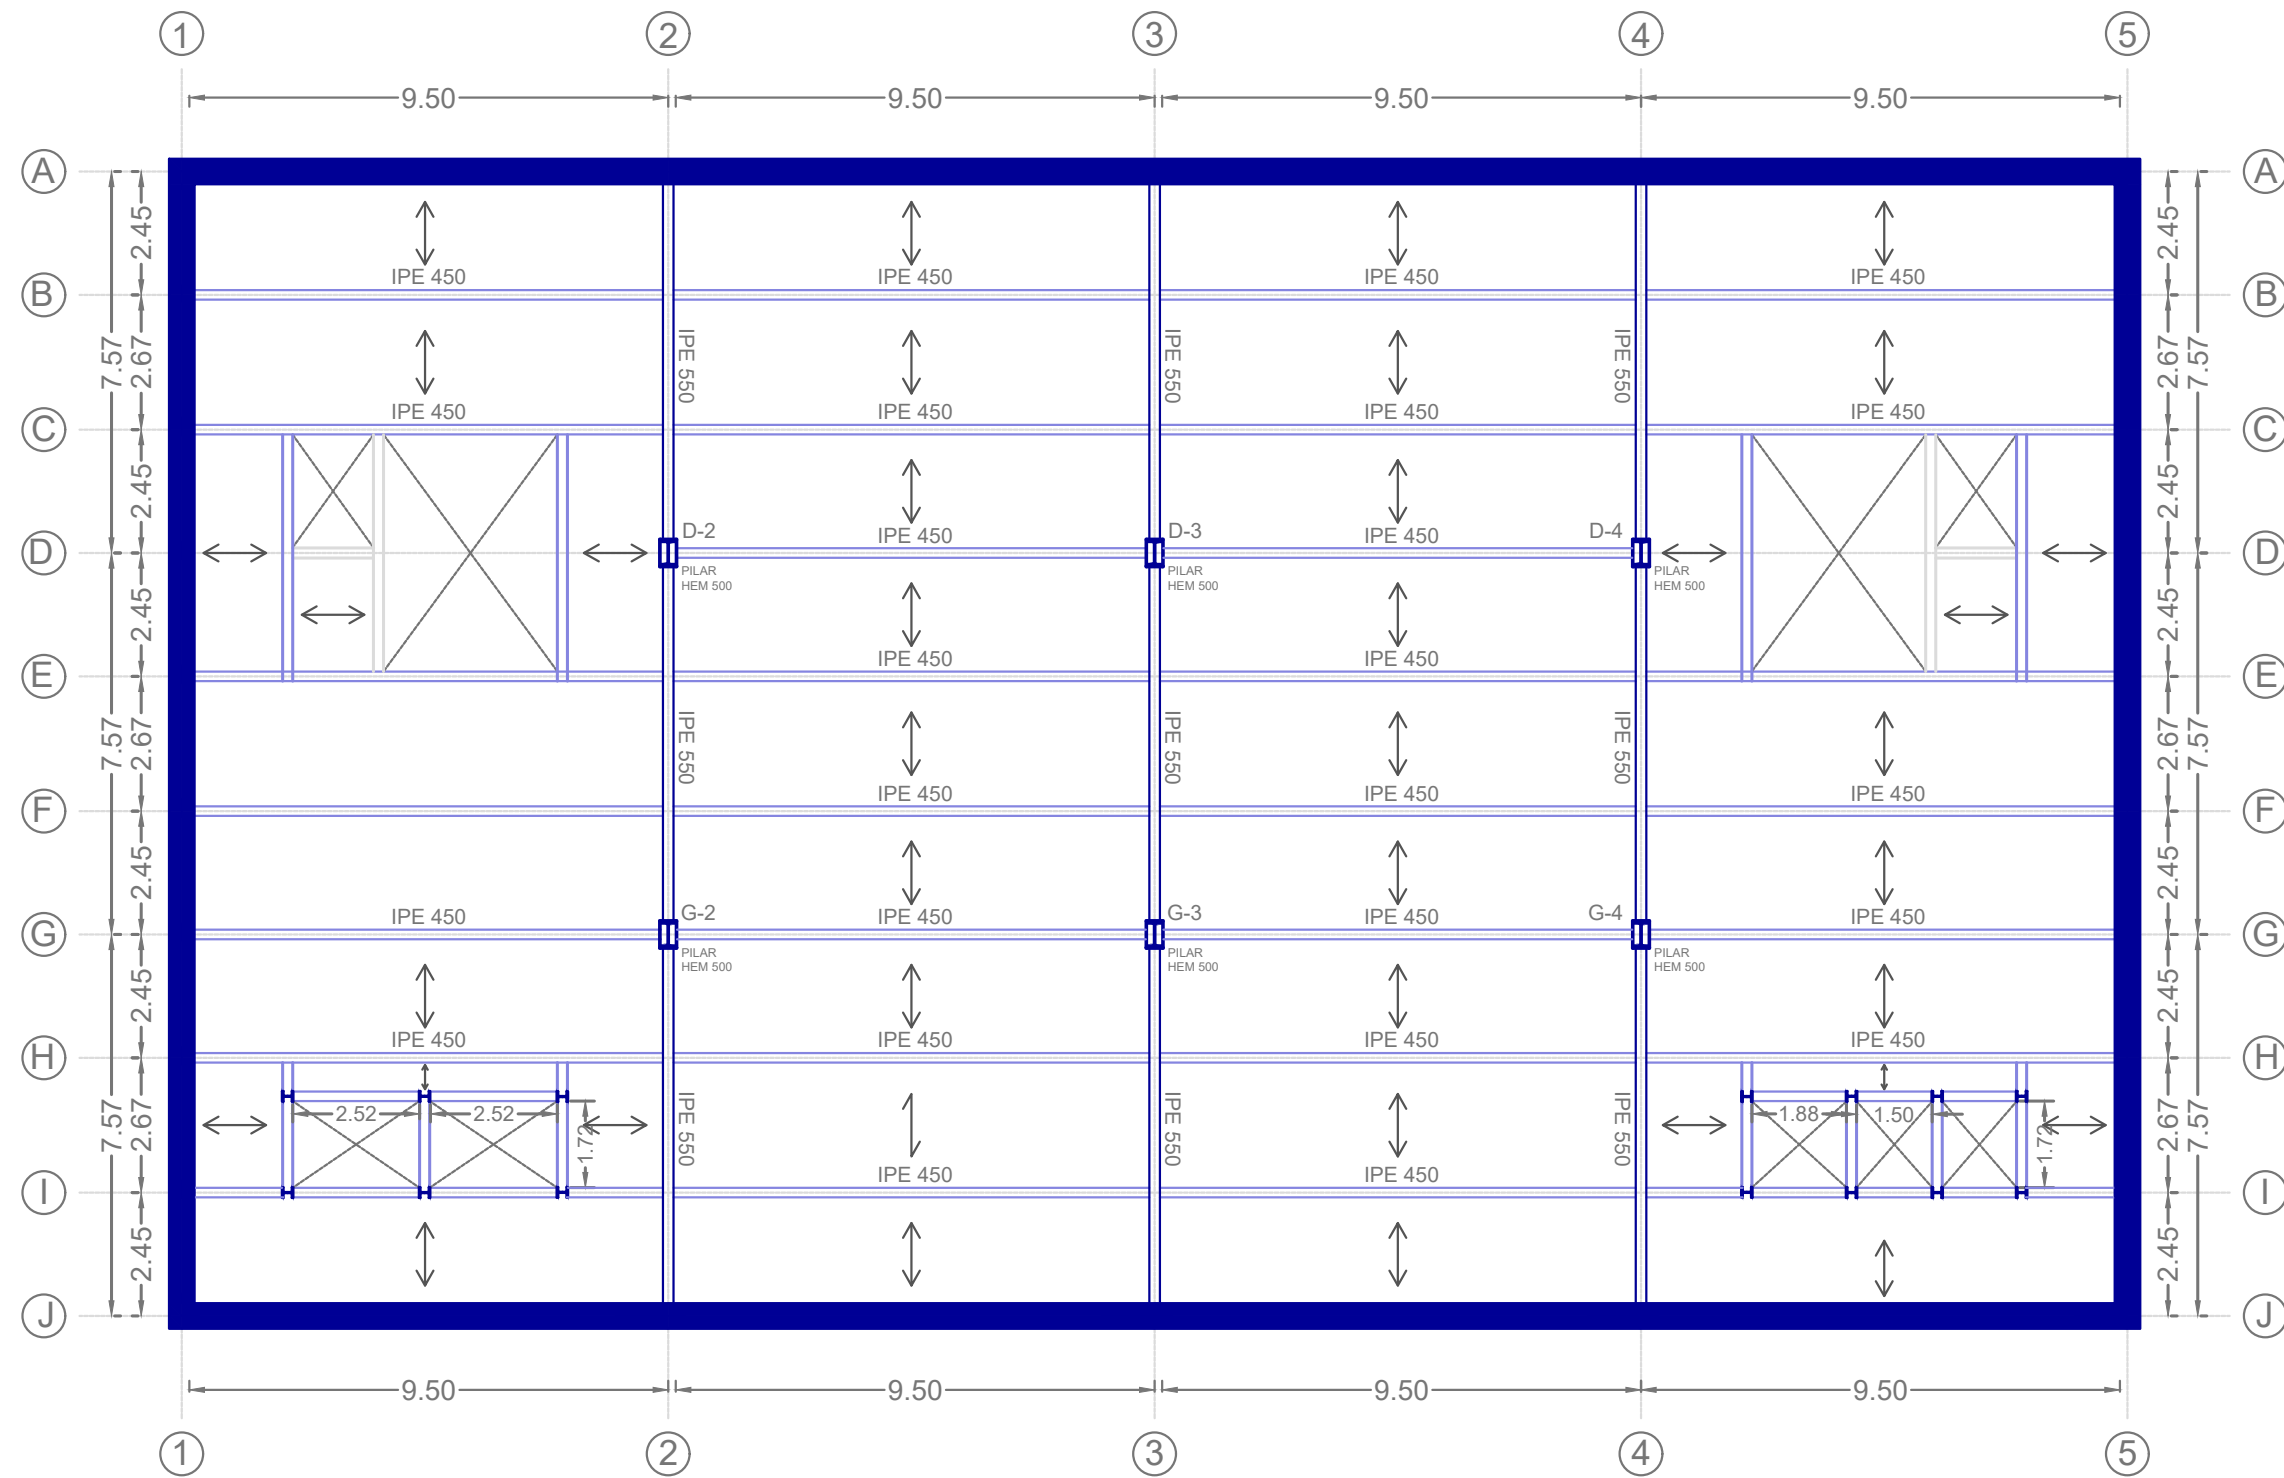 1 2 3 4 5
9.50 9.50 9.50 9.50
A A
2.45 2.45
IPE 450 IPE 450 IPE 450 IPE 450
B B
7.57 2.67 IPE 550 IPE 550 IPE 550 2.67 7.57
IPE 450 IPE 450 IPE 450 IPE 450
C C
2.45 2.45
D-2 D-3 D-4
IPE 450 IPE 450
D D
PILAR PILAR PILAR
HEM 500 HEM 500 HEM 500
2.45 2.45
IPE 450 IPE 450
E E
7.57 2.67 IPE 550 IPE 550 IPE 550 2.67 7.57
IPE 450 IPE 450 IPE 450
F F
2.45 2.45
G-2 G-3 G-4
IPE 450 IPE 450 IPE 450 IPE 450
G G
PILAR PILAR PILAR
HEM 500 HEM 500 HEM 500
2.45 2.45
IPE 450 IPE 450 IPE 450 IPE 450
H H
2.52 2.52 1.88 1.50
7.57 2.67 1.72 IPE 550 IPE 550 IPE 550 1.72 2.67 7.57
IPE 450 IPE 450
I I
2.45 2.45
J J
9.50 9.50 9.50 9.50
1 2 3 4 5